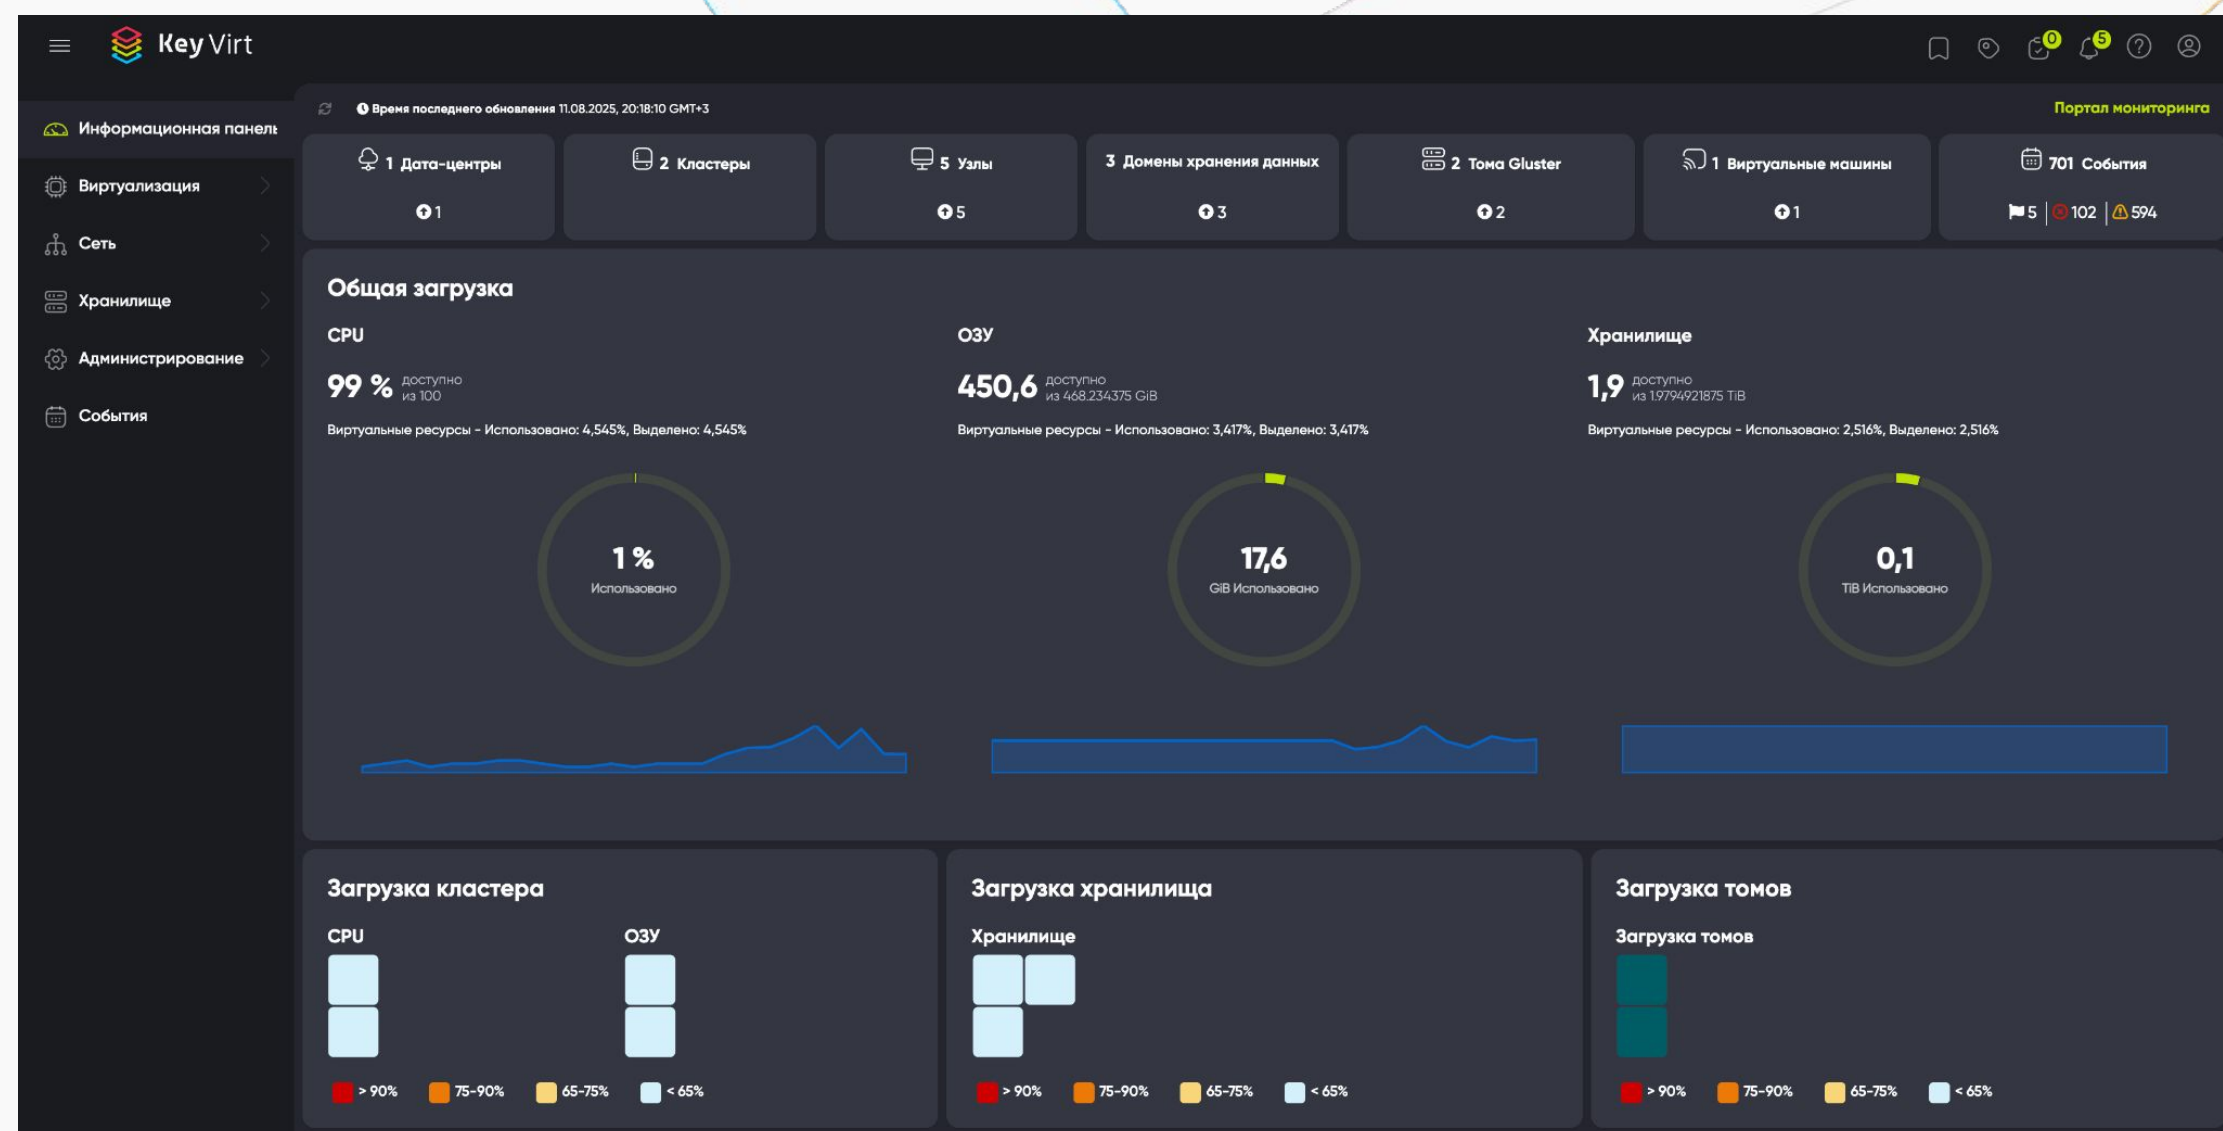 Key Virt
0
5
Время последнего обновления 11.08.2025, 20:18:10 GMT+3
Портал мониторинга
Информационная панель
Виртуализация
Сеть
Хранилище
Администрирование
События
1 Дата-центры
1
2 Кластеры
5 Узлы
5
3 Домены хранения данных
3
2 Тома Gluster
2
1 Виртуальные машины
1
701 События
5 | 102 | 594
Общая загрузка
CPU
99 % доступно
из 100
Виртуальные ресурсы - Использовано: 4,545%, Выделено: 4,545%
1 %
Использовано
ОЗУ
450,6 доступно
из 468.234375 GiB
Виртуальные ресурсы - Использовано: 3,417%, Выделено: 3,417%
17,6
GiB Использовано
Хранилище
1,9 доступно
из 1.9794921875 TiB
Виртуальные ресурсы - Использовано: 2,516%, Выделено: 2,516%
0,1
TiB Использовано
Загрузка кластера
CPU
ОЗУ
> 90% 75-90% 65-75% < 65%
Загрузка хранилища
Хранилище
> 90% 75-90% 65-75% < 65%
Загрузка томов
Загрузка томов
> 90% 75-90% 65-75% < 65%